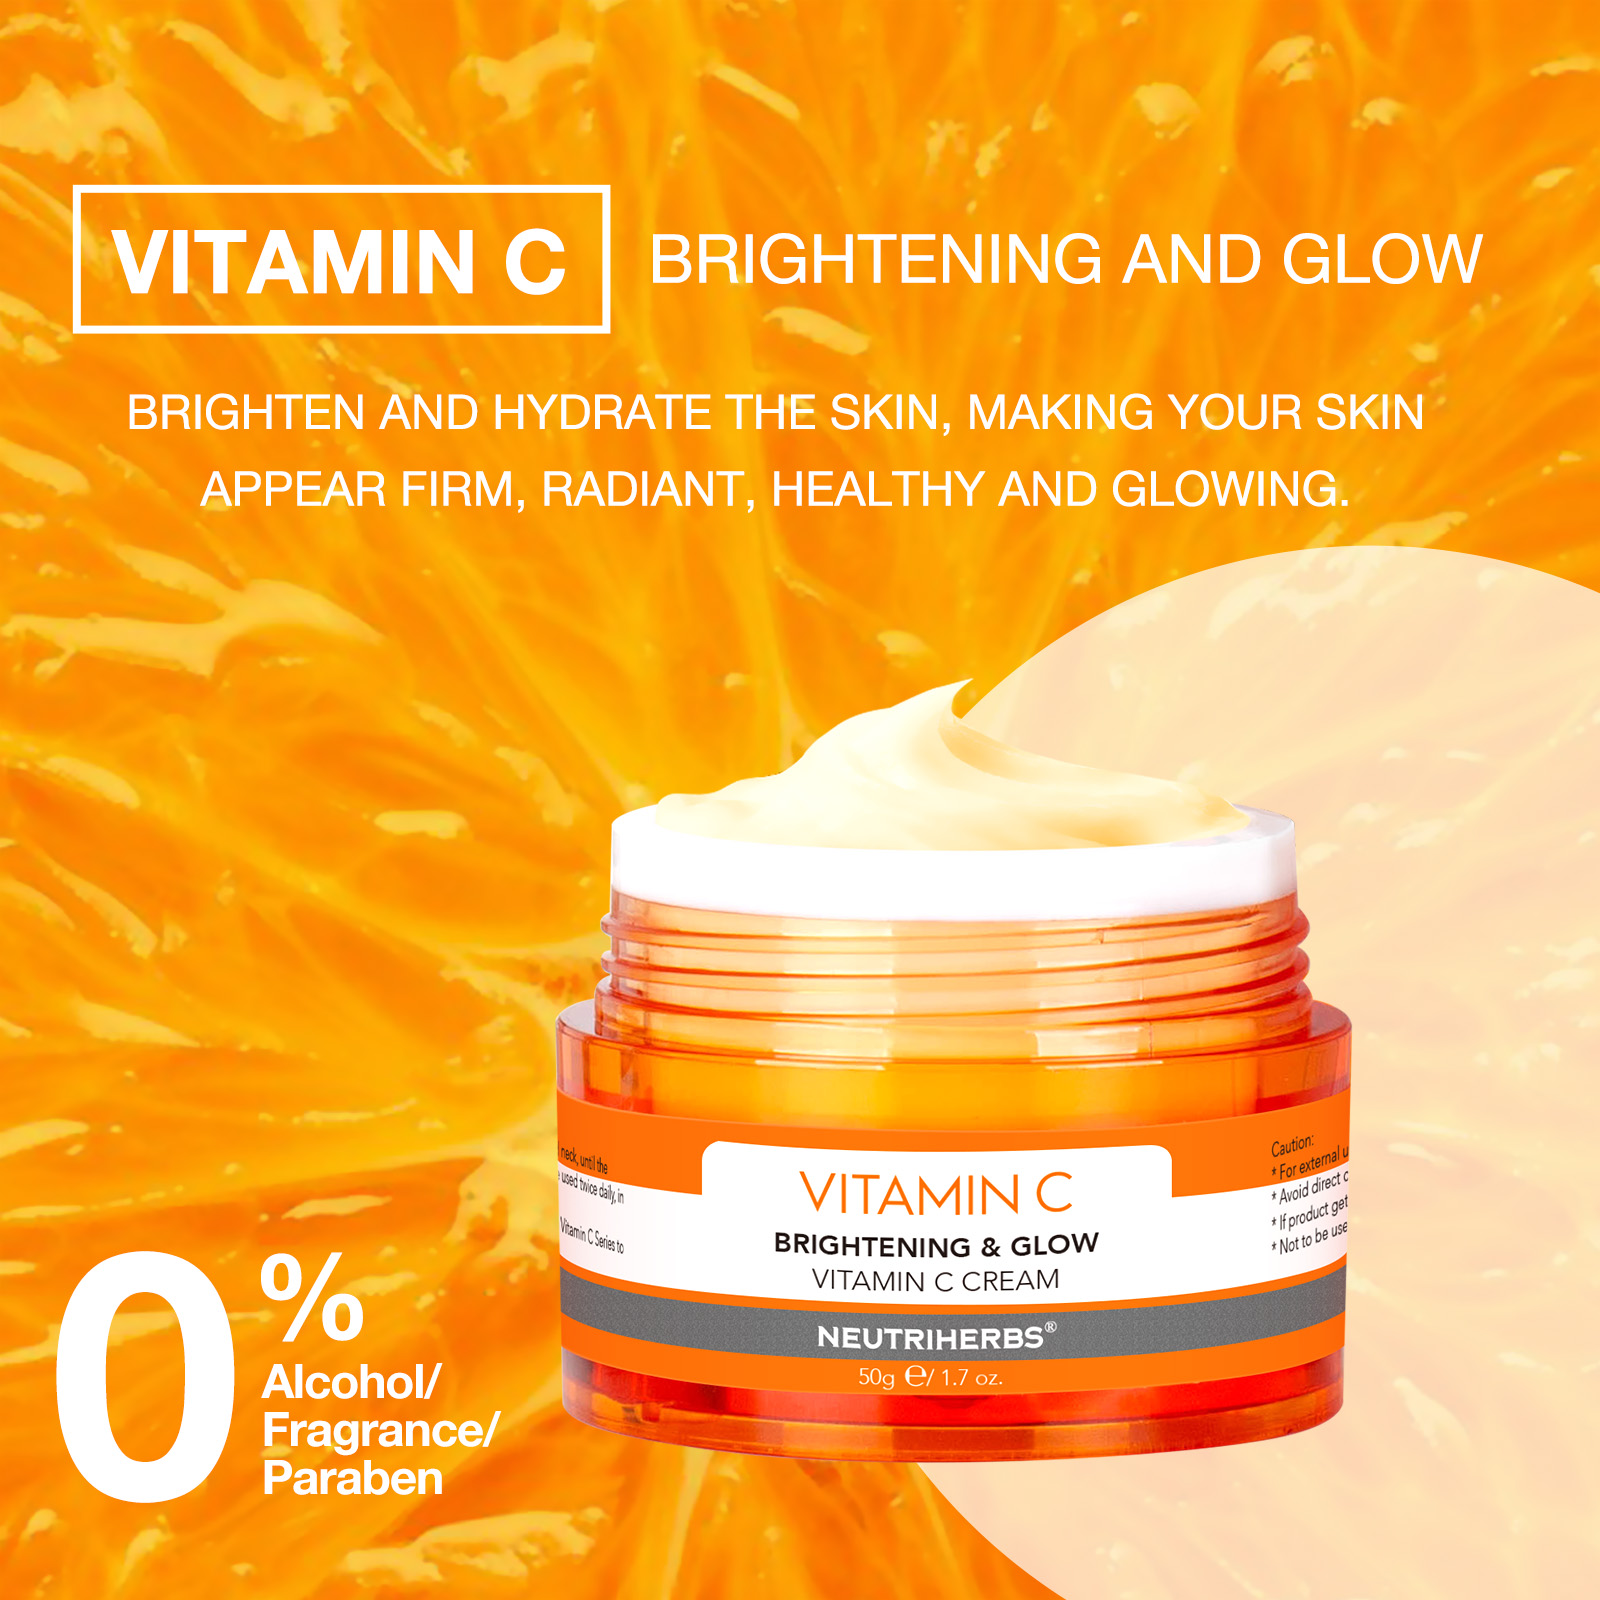 VITAMIN C BRIGHTENING AND GLOW
BRIGHTEN AND HYDRATE THE SKIN, MAKING YOUR SKIN
APPEAR FIRM, RADIANT, HEALTHY AND GLOWING.
neck, until the
used twice daily, in
Vitamin C Series to
VITAMIN C
BRIGHTENING & GLOW
VITAMIN C CREAM
NEUTRIHERBS®
50g ℮/ 1.7 oz.
Caution:
* For external u
* Avoid direct c
* If product get
* Not to be use
0%
Alcohol/
Fragrance/
Paraben